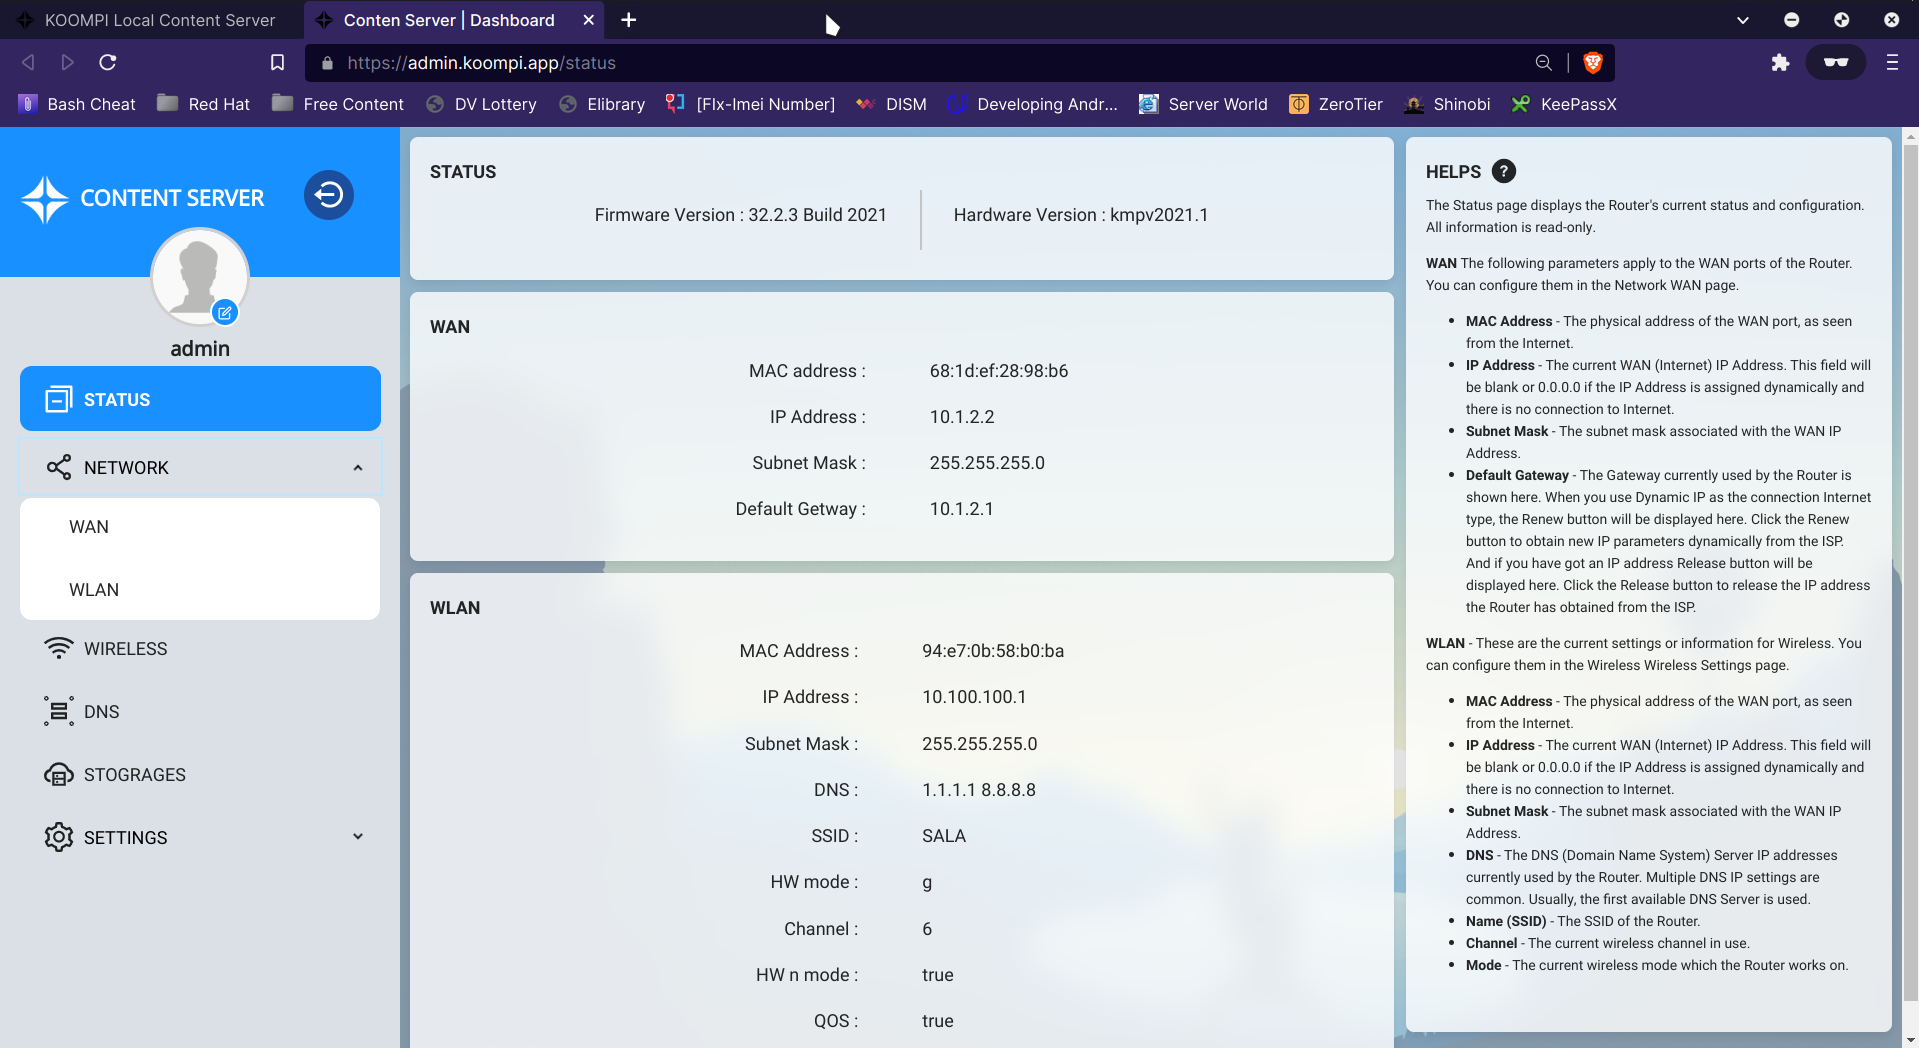 KOOMPI Local Content Server
Conten Server | Dashboard
https://admin.koompi.app/status
Bash Cheat
Red Hat
Free Content
DV Lottery
Elibrary
[FIx-Imei Number]
DISM
Developing Andr...
Server World
ZeroTier
Shinobi
KeePassX
CONTENT SERVER
admin
STATUS
NETWORK
WAN
WLAN
WIRELESS
DNS
STOGRAGES
SETTINGS
STATUS
Firmware Version : 32.2.3 Build 2021
Hardware Version : kmpv2021.1
WAN
MAC address : 68:1d:ef:28:98:b6
IP Address : 10.1.2.2
Subnet Mask : 255.255.255.0
Default Getway : 10.1.2.1
WLAN
MAC Address : 94:e7:0b:58:b0:ba
IP Address : 10.100.100.1
Subnet Mask : 255.255.255.0
DNS : 1.1.1.1 8.8.8.8
SSID : SALA
HW mode : g
Channel : 6
HW n mode : true
QOS : true
HELPS ?
The Status page displays the Router's current status and configuration.
All information is read-only.
WAN The following parameters apply to the WAN ports of the Router.
You can configure them in the Network WAN page.
• MAC Address - The physical address of the WAN port, as seen
from the Internet.
• IP Address - The current WAN (Internet) IP Address. This field will
be blank or 0.0.0.0 if the IP Address is assigned dynamically and
there is no connection to Internet.
• Subnet Mask - The subnet mask associated with the WAN IP
Address.
• Default Gateway - The Gateway currently used by the Router is
shown here. When you use Dynamic IP as the connection Internet
type, the Renew button will be displayed here. Click the Renew
button to obtain new IP parameters dynamically from the ISP.
And if you have got an IP address Release button will be
displayed here. Click the Release button to release the IP address
the Router has obtained from the ISP.
WLAN - These are the current settings or information for Wireless. You
can configure them in the Wireless Wireless Settings page.
• MAC Address - The physical address of the WAN port, as seen
from the Internet.
• IP Address - The current WAN (Internet) IP Address. This field will
be blank or 0.0.0.0 if the IP Address is assigned dynamically and
there is no connection to Internet.
• Subnet Mask - The subnet mask associated with the WAN IP
Address.
• DNS - The DNS (Domain Name System) Server IP addresses
currently used by the Router. Multiple DNS IP settings are
common. Usually, the first available DNS Server is used.
• Name (SSID) - The SSID of the Router.
• Channel - The current wireless channel in use.
• Mode - The current wireless mode which the Router works on.